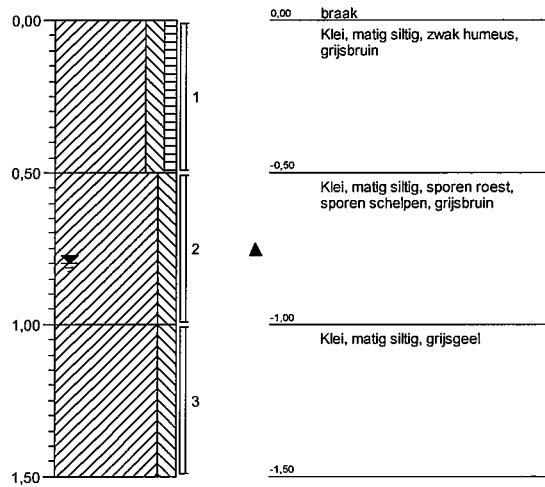 0,00
0,00 braak
Klei, matig siltig, zwak humeus,
grijsbruin
1
0,50
-0,50
Klei, matig siltig, sporen roest,
sporen schelpen, grijsbruin
2
1,00
-1,00
Klei, matig siltig, grijsgeel
3
1,50
-1,50